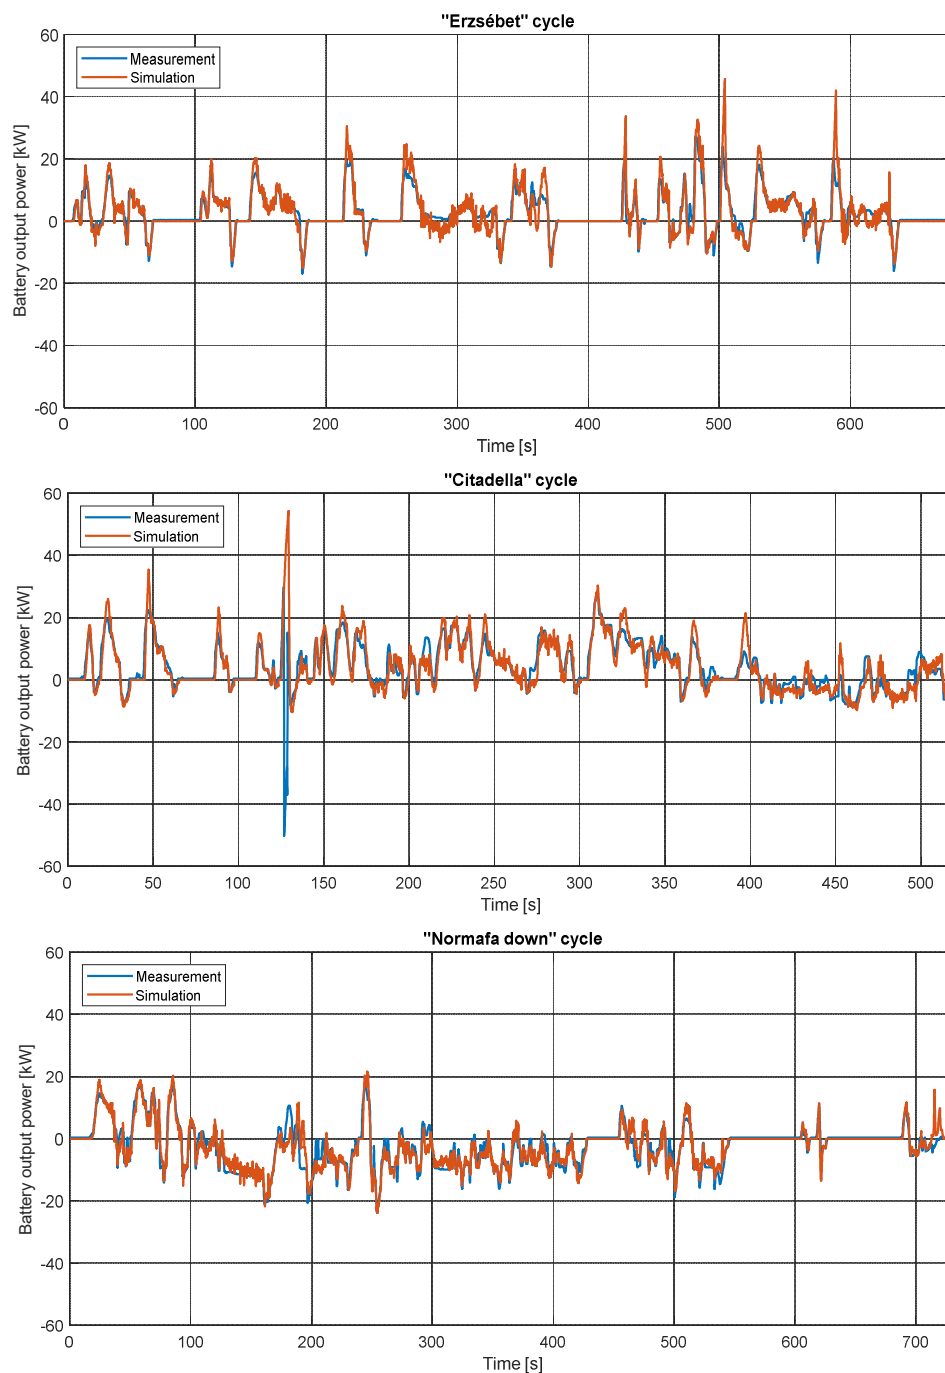 "Erzsébet" cycle
60
40
20
0
-20
-40
-60
Battery output power [kW]
Measurement
Simulation
0 100 200 300 400 500 600
Time [s]
"Citadella" cycle
60
40
20
0
-20
-40
-60
Battery output power [kW]
Measurement
Simulation
0 50 100 150 200 250 300 350 400 450 500
Time [s]
"Normafa down" cycle
60
40
20
0
-20
-40
-60
Battery output power [kW]
Measurement
Simulation
0 100 200 300 400 500 600 700
Time [s]